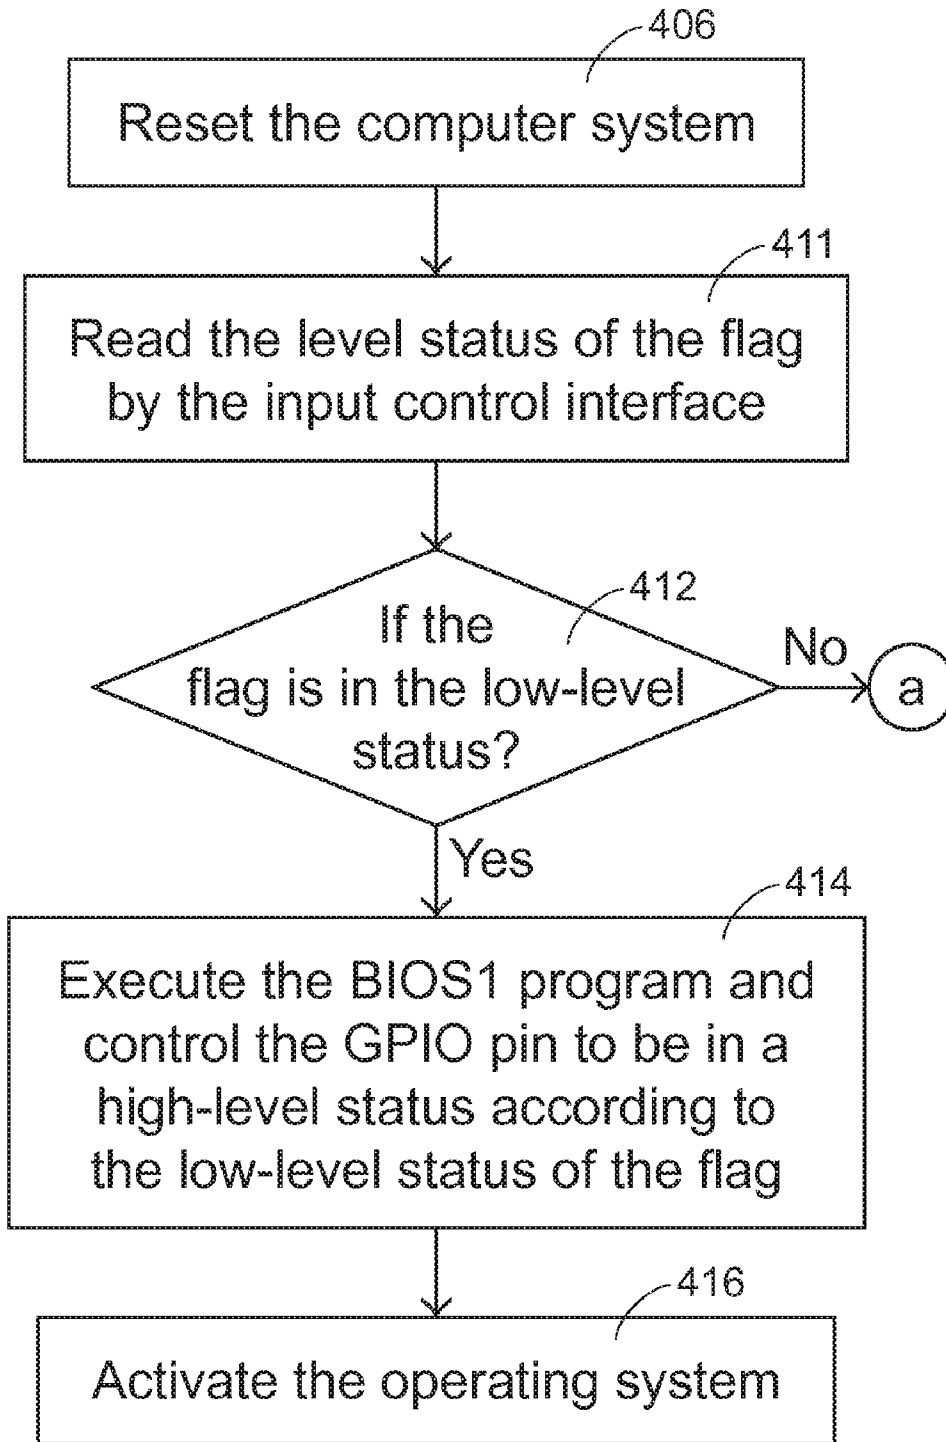 406
Reset the computer system
411
Read the level status of the flag
by the input control interface
412
If the
flag is in the low-level
status?
No
a
Yes
414
Execute the BIOS1 program and
control the GPIO pin to be in a
high-level status according to
the low-level status of the flag
416
Activate the operating system